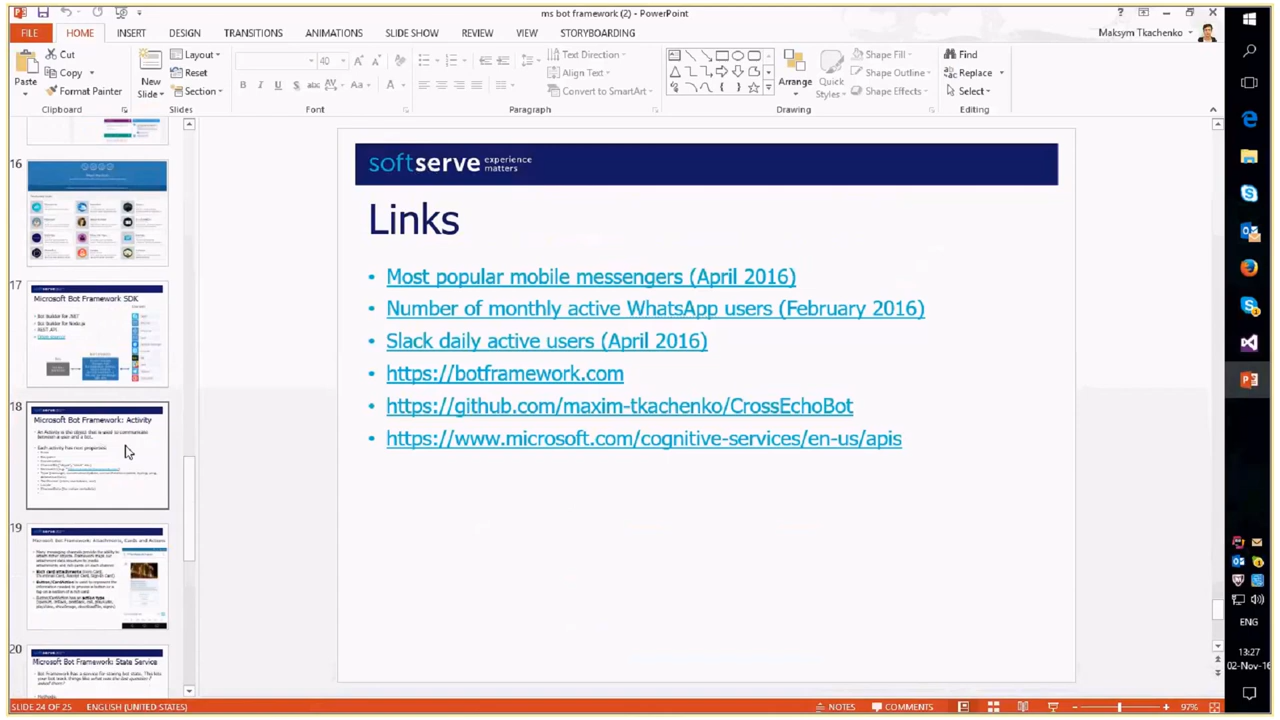 ms bot framework (2) - PowerPoint
FILE HOME INSERT DESIGN TRANSITIONS ANIMATIONS SLIDE SHOW REVIEW VIEW STORYBOARDING
Maksym Tkachenko
Paste
Cut
Copy
Format Painter
Clipboard
New
Slide
Layout
Reset
Section
Slides
40
B I U S abc AV Aa A
Font
Text Direction
Align Text
Convert to SmartArt
Paragraph
Arrange
Quick
Styles
Shape Fill
Shape Outline
Shape Effects
Drawing
Find
Replace
Select
Editing
16
17
Microsoft Bot Framework SDK
18
Microsoft Bot Framework: Activity
19
Microsoft Bot Framework: Attachments, Cards and Actions
20
Microsoft Bot Framework: State Service
softserve experience
matters
Links
• Most popular mobile messengers (April 2016)
• Number of monthly active WhatsApp users (February 2016)
• Slack daily active users (April 2016)
• https://botframework.com
• https://github.com/maxim-tkachenko/CrossEchoBot
• https://www.microsoft.com/cognitive-services/en-us/apis
ENG
13:27
02-Nov-16
SLIDE 24 OF 25 ENGLISH (UNITED STATES) NOTES COMMENTS 97%